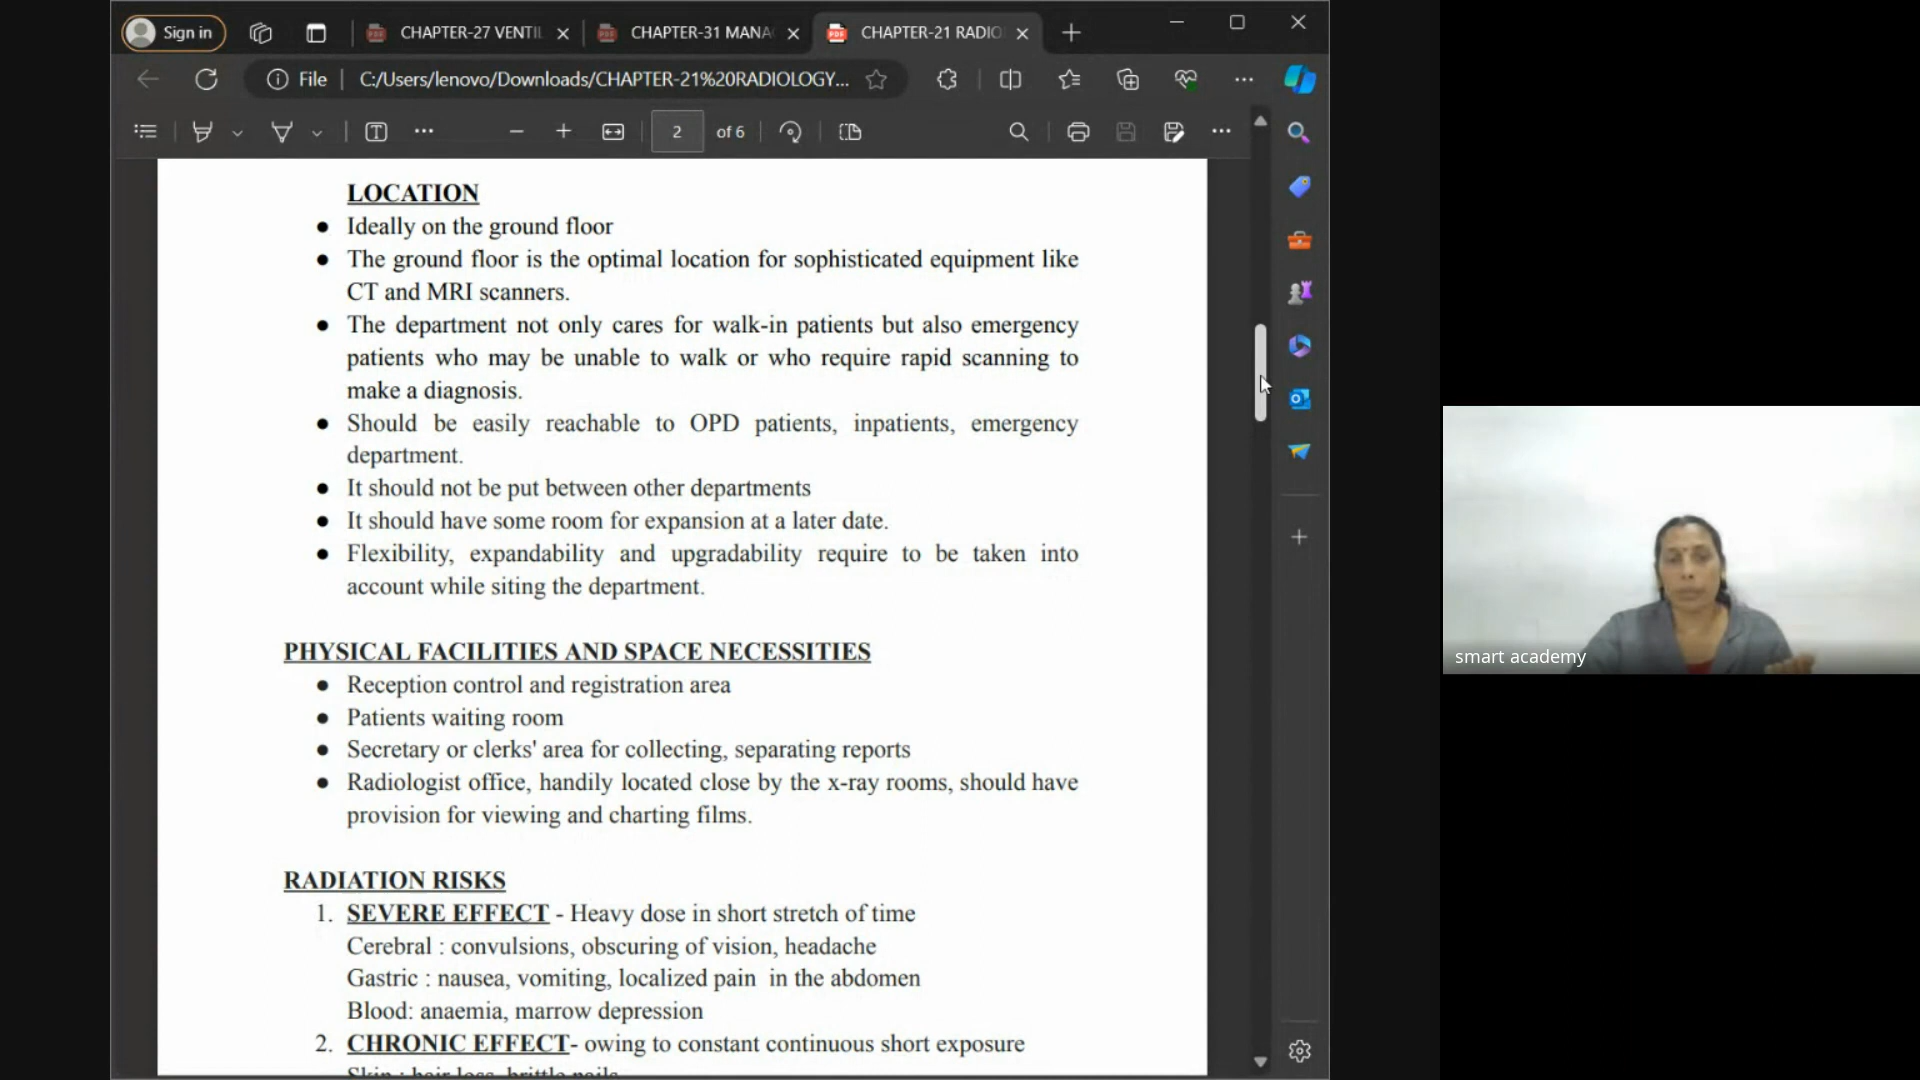 Sign in
CHAPTER-27 VENTIL
CHAPTER-31 MANA
CHAPTER-21 RADIO
File
C:/Users/lenovo/Downloads/CHAPTER-21%20RADIOLOGY...
2 of 6
LOCATION
● Ideally on the ground floor
● The ground floor is the optimal location for sophisticated equipment like
CT and MRI scanners.
● The department not only cares for walk-in patients but also emergency
patients who may be unable to walk or who require rapid scanning to
make a diagnosis.
● Should be easily reachable to OPD patients, inpatients, emergency
department.
● It should not be put between other departments
● It should have some room for expansion at a later date.
● Flexibility, expandability and upgradability require to be taken into
account while siting the department.
PHYSICAL FACILITIES AND SPACE NECESSITIES
● Reception control and registration area
● Patients waiting room
● Secretary or clerks' area for collecting, separating reports
● Radiologist office, handily located close by the x-ray rooms, should have
provision for viewing and charting films.
RADIATION RISKS
1. SEVERE EFFECT - Heavy dose in short stretch of time
Cerebral : convulsions, obscuring of vision, headache
Gastric : nausea, vomiting, localized pain in the abdomen
Blood: anaemia, marrow depression
2. CHRONIC EFFECT- owing to constant continuous short exposure
Skin : hair loss, brittle nails
smart academy